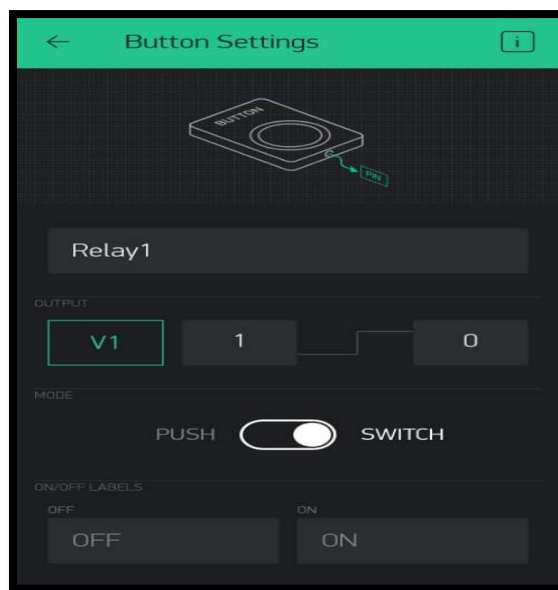 ← Button Settings i
BUTTON
PIN
Relay1
OUTPUT
V1 1 0
MODE
PUSH SWITCH
ON/OFF LABELS
OFF ON
OFF ON